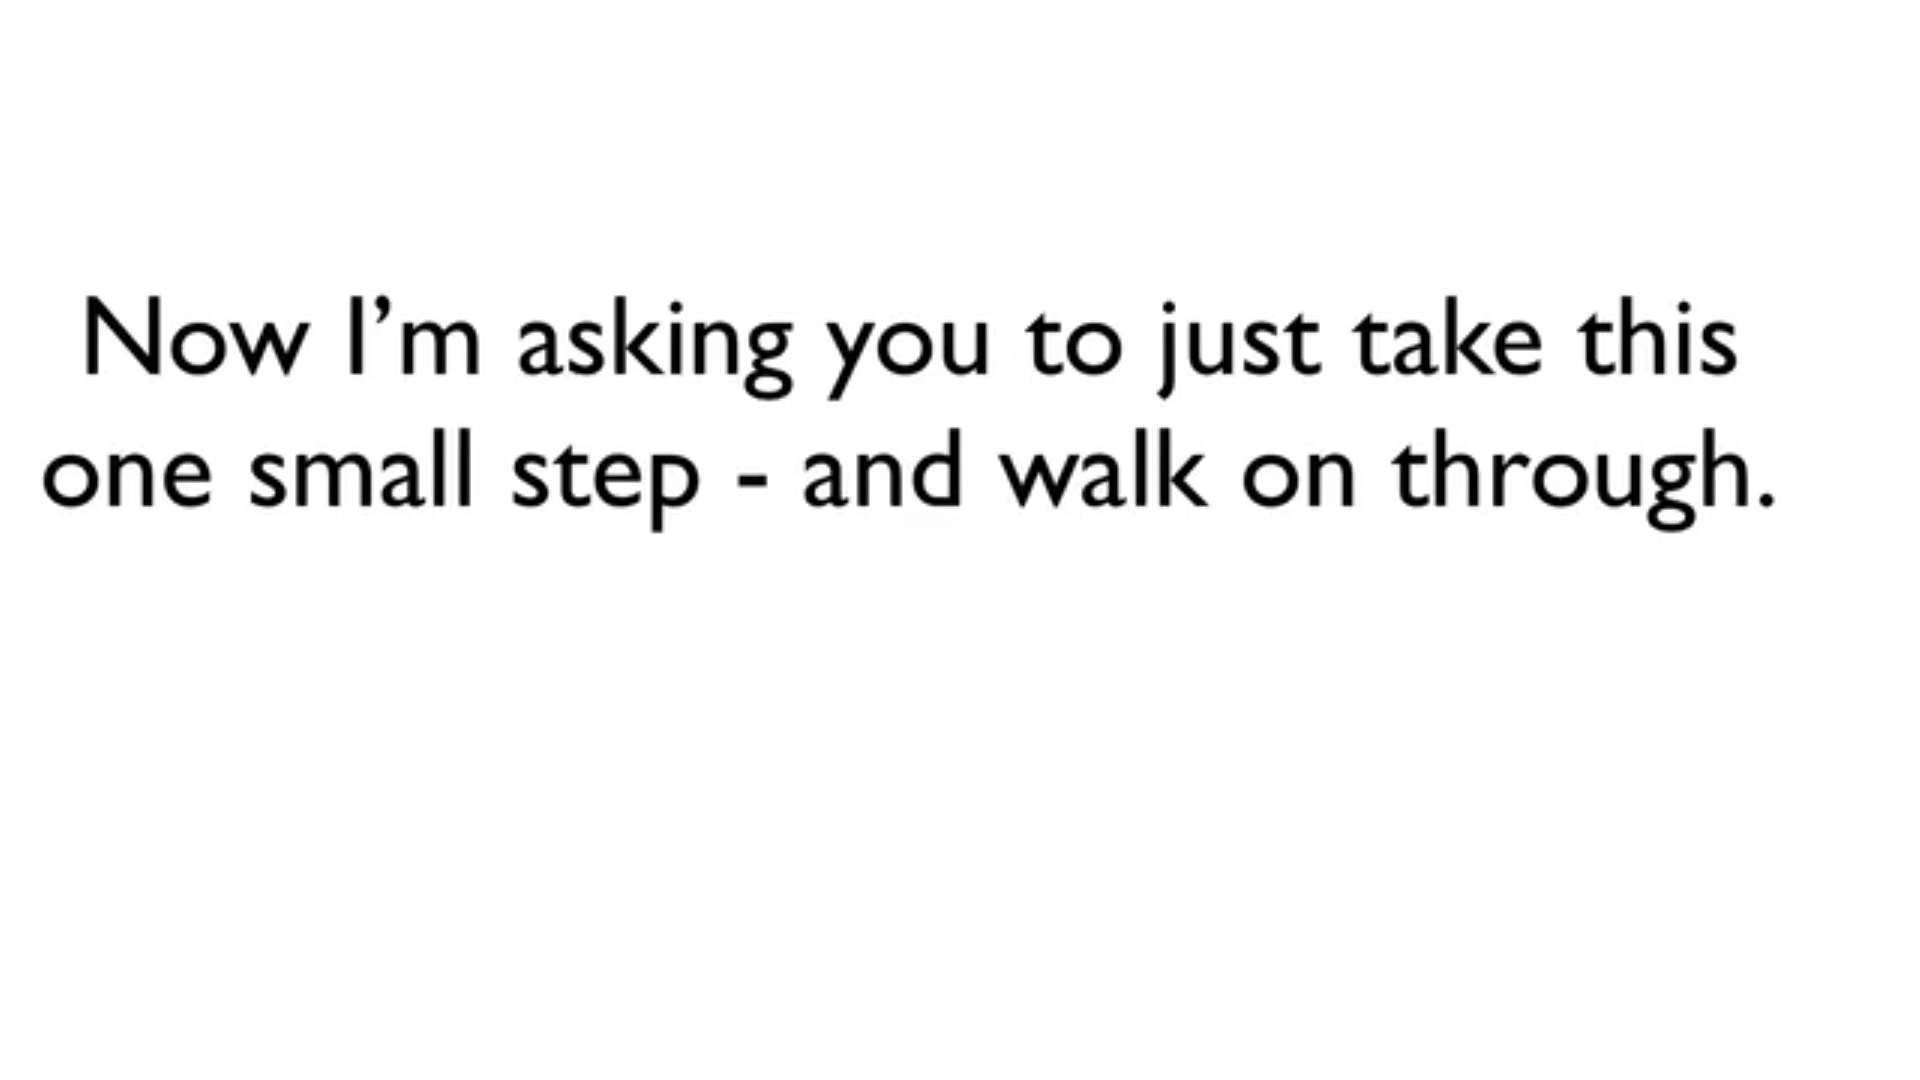 Now I’m asking you to just take this
one small step - and walk on through.